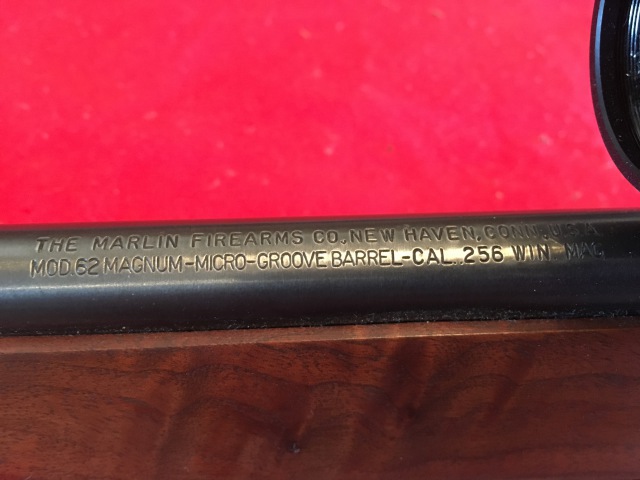 THE MARLIN FIREARMS CO., NEW HAVEN, CONN. U.S.A.
MOD. 62 MAGNUM-MICRO-GROOVE BARREL-CAL. .256 WIN MAG